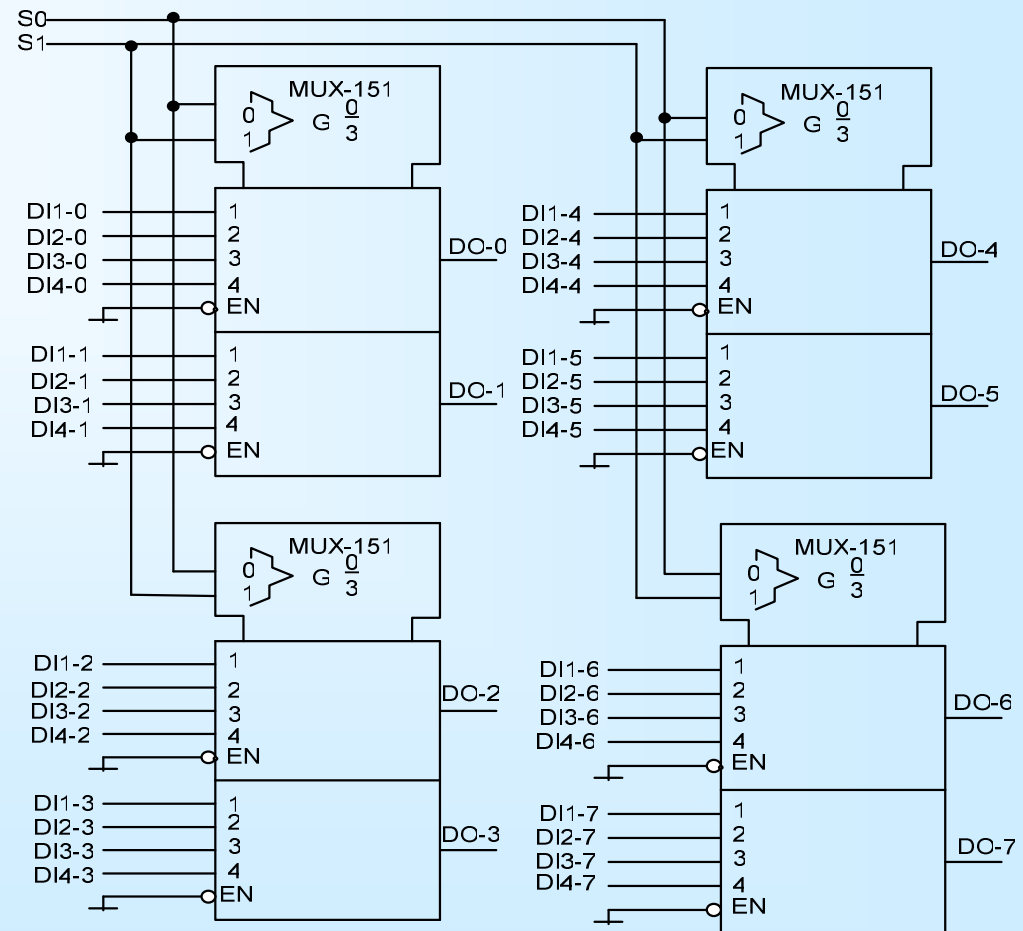 S0
S1
MUX-151
0
1
G 0/3
DI1-0 1
DI2-0 2
DI3-0 3
DI4-0 4
EN
DO-0
DI1-1 1
DI2-1 2
DI3-1 3
DI4-1 4
EN
DO-1
MUX-151
0
1
G 0/3
DI1-2 1
DI2-2 2
DI3-2 3
DI4-2 4
EN
DO-2
DI1-3 1
DI2-3 2
DI3-3 3
DI4-3 4
EN
DO-3
MUX-151
0
1
G 0/3
DI1-4 1
DI2-4 2
DI3-4 3
DI4-4 4
EN
DO-4
DI1-5 1
DI2-5 2
DI3-5 3
DI4-5 4
EN
DO-5
MUX-151
0
1
G 0/3
DI1-6 1
DI2-6 2
DI3-6 3
DI4-6 4
EN
DO-6
DI1-7 1
DI2-7 2
DI3-7 3
DI4-7 4
EN
DO-7